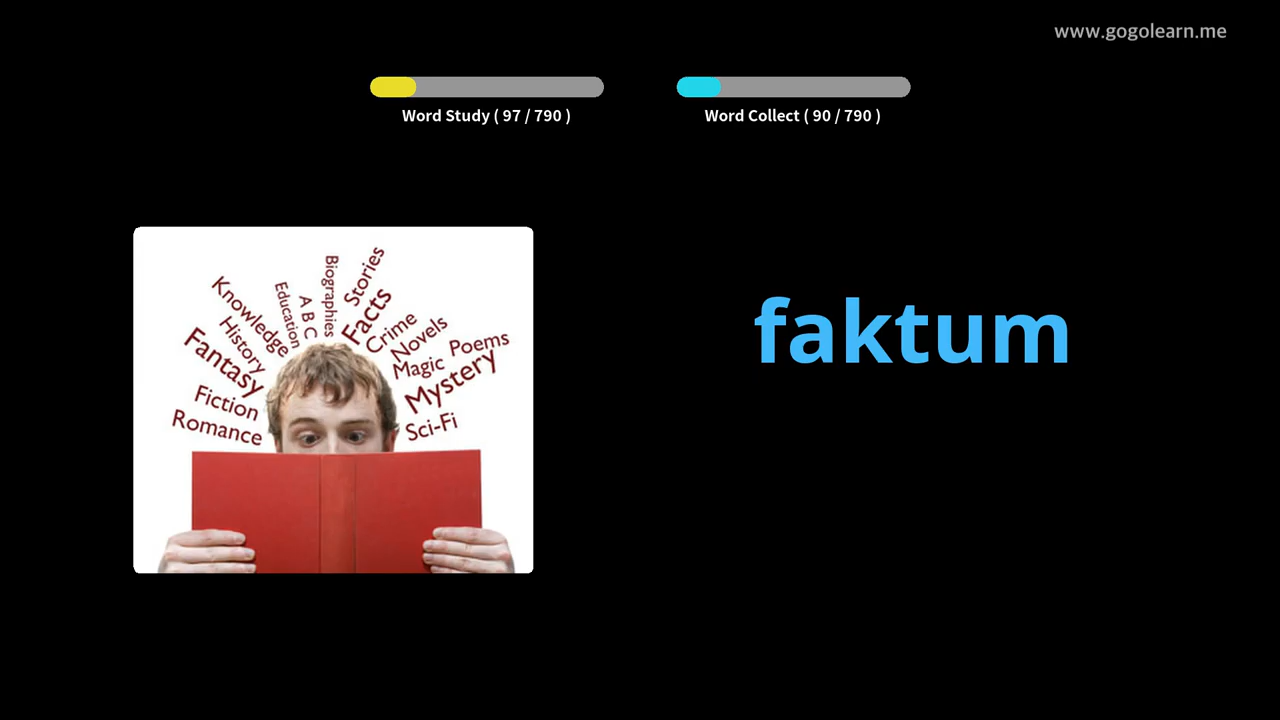 www.gogolearn.me
Word Study ( 97 / 790 )
Word Collect ( 90 / 790 )
Romance
Fiction
Fantasy
History
Knowledge
Education
A B C
Biographies
Stories
Facts
Crime
Novels
Magic
Poems
Mystery
Sci-Fi
faktum